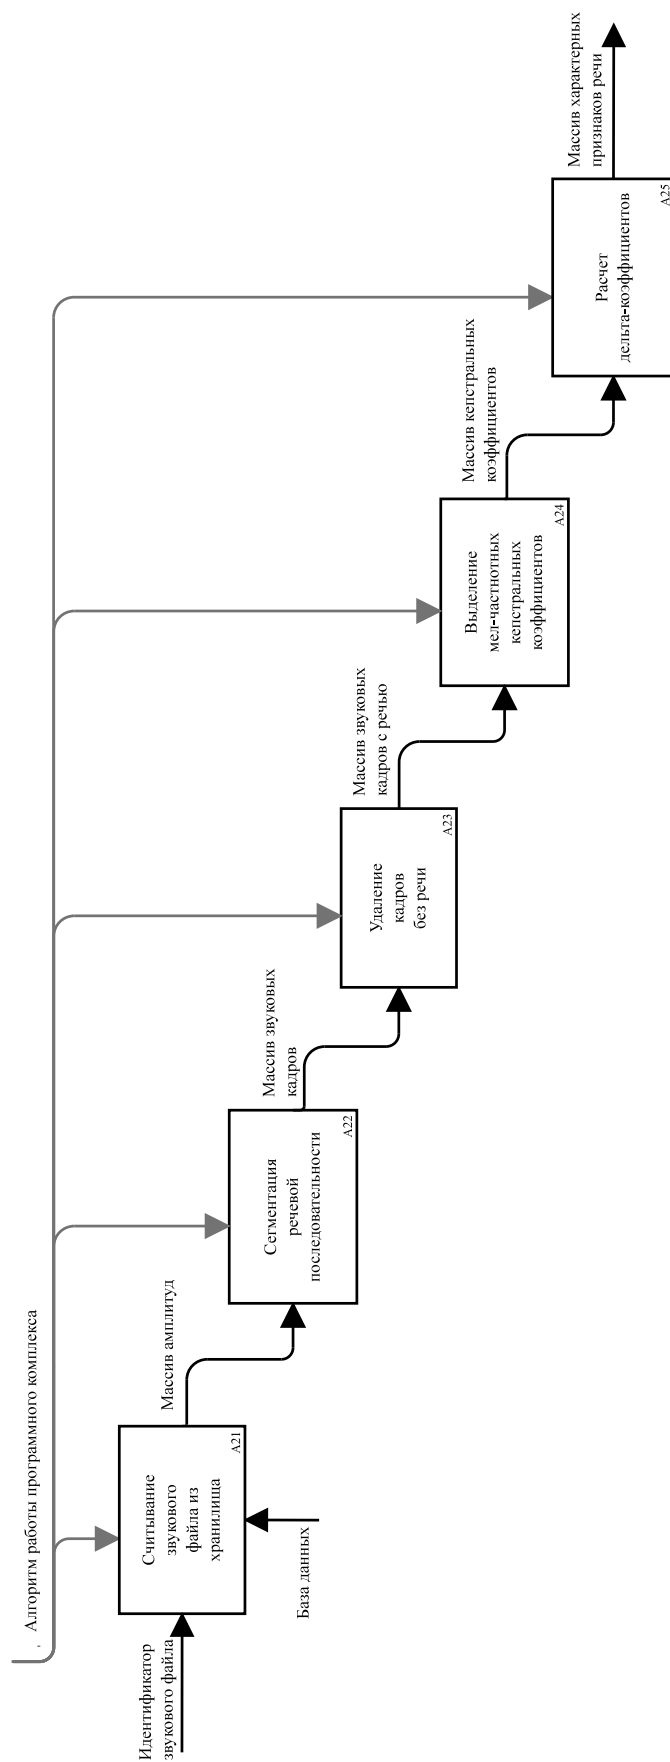 Алгоритм работы программного комплекса
Идентификатор
звукового файла
Считывание
звукового
файла из
хранилища
A21
База данных
Массив амплитуд
Сегментация
речевой
последовательности
A22
Массив звуковых
кадров
Удаление
кадров
без речи
A23
Массив звуковых
кадров с речью
Выделение
мел-частнотных
кепстральных
коэффициентов
A24
Массив кепстральных
коэффициентов
Расчет
дельта-коэффициентов
A25
Массив характерных
признаков речи